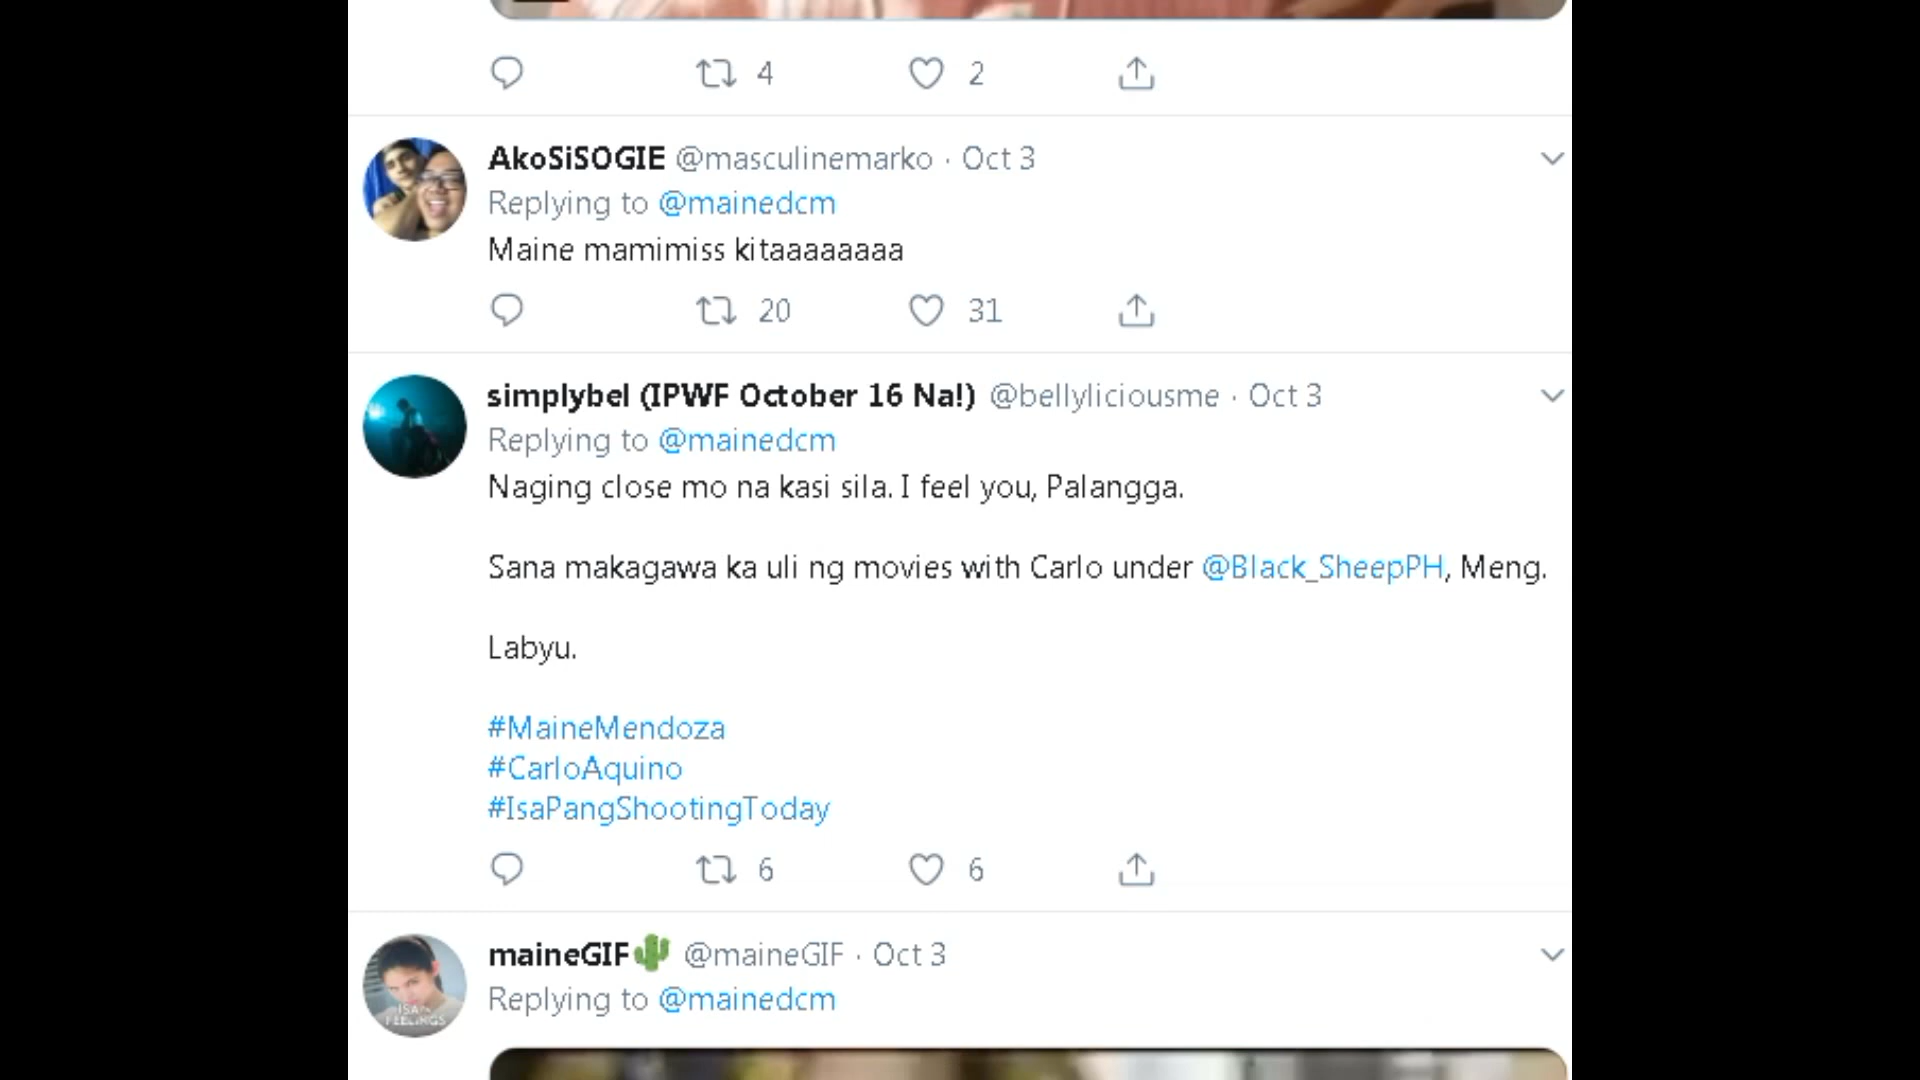 4 2
AkoSiSOGIE @masculinemarko · Oct 3
Replying to @mainedcm
Maine mamimiss kitaaaaaaaa
20 31
simplybel (IPWF October 16 Na!) @bellyliciousme · Oct 3
Replying to @mainedcm
Naging close mo na kasi sila. I feel you, Palangga.
Sana makagawa ka uli ng movies with Carlo under @Black_SheepPH, Meng.
Labyu.
#MaineMendoza
#CarloAquino
#IsaPangShootingToday
6 6
maineGIF🌵 @maineGIF · Oct 3
Replying to @mainedcm
ISA
FEELINGS